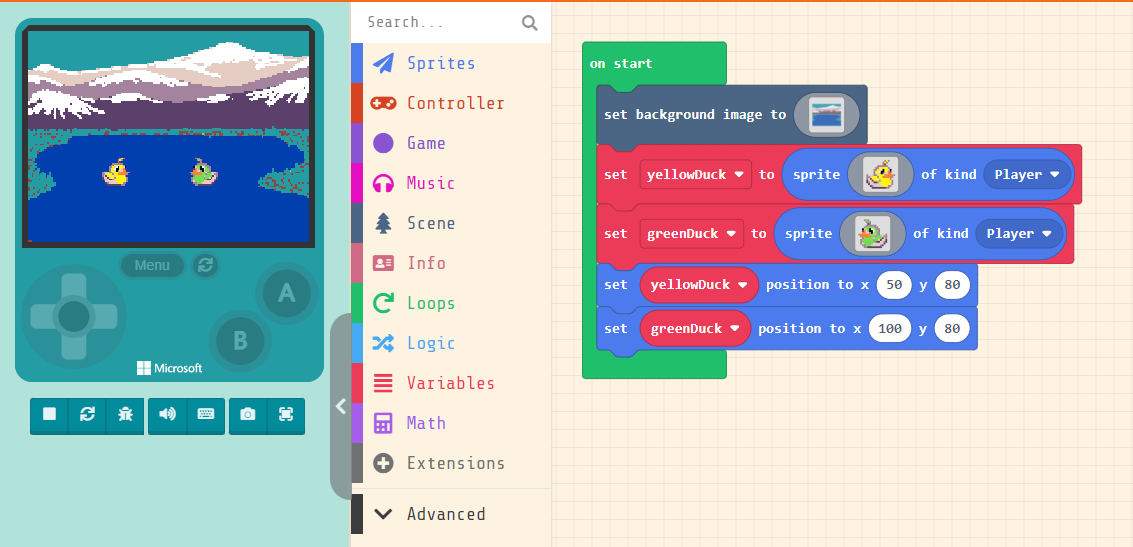 Menu
A
B
Microsoft
Search...
Sprites
Controller
Game
Music
Scene
Info
Loops
Logic
Variables
Math
Extensions
Advanced
on start
set background image to
set yellowDuck to sprite of kind Player
set greenDuck to sprite of kind Player
set yellowDuck position to x 50 y 80
set greenDuck position to x 100 y 80